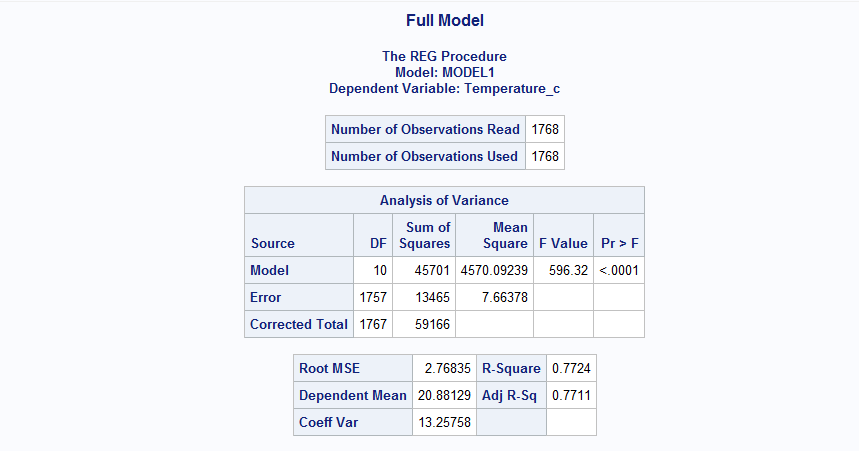 Full Model
The REG Procedure
Model: MODEL1
Dependent Variable: Temperature_c
Number of Observations Read 1768
Number of Observations Used 1768
Analysis of Variance
Source DF Sum of Squares Mean Square F Value Pr > F
Model 10 45701 4570.09239 596.32 <.0001
Error 1757 13465 7.66378
Corrected Total 1767 59166
Root MSE 2.76835 R-Square 0.7724
Dependent Mean 20.88129 Adj R-Sq 0.7711
Coeff Var 13.25758